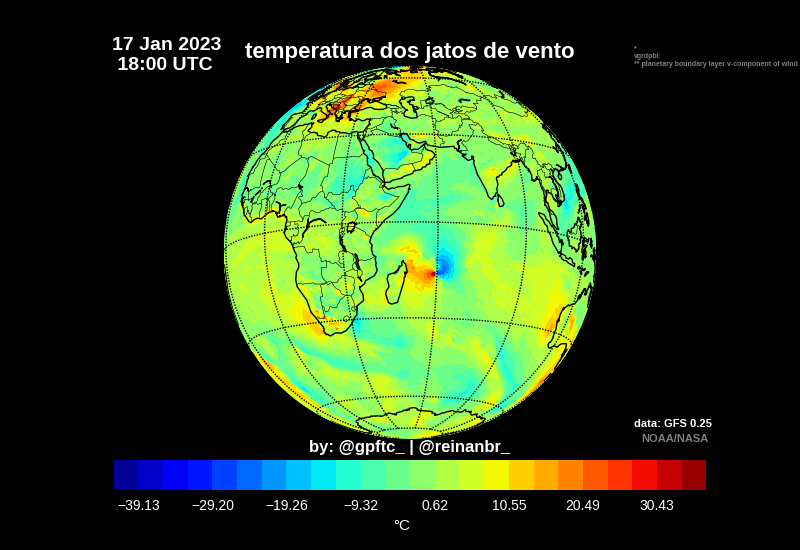 17 Jan 2023
18:00 UTC
temperatura dos jatos de vento
*
vgrdpbl:
** planetary boundary layer v-component of wind
data: GFS 0.25
NOAA/NASA
by: @gpftc_ | @reinanbr_
−39.13 −29.20 −19.26 −9.32 0.62 10.55 20.49 30.43
°C